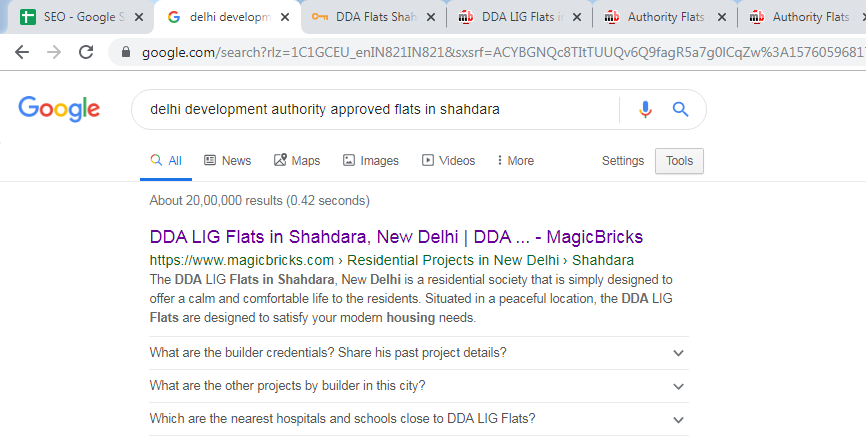 SEO - Google S
delhi developm
DDA Flats Shah
DDA LIG Flats in
Authority Flats
Authority Flats
google.com/search?rlz=1C1GCEU_enIN821IN821&sxsrf=ACYBGNQc8TItTUUQv6Q9fagR5a7g0lCqZw%3A1576059681
Google
delhi development authority approved flats in shahdara
All News Maps Images Videos More Settings Tools
About 20,00,000 results (0.42 seconds)
DDA LIG Flats in Shahdara, New Delhi | DDA ... - MagicBricks
https://www.magicbricks.com › Residential Projects in New Delhi › Shahdara
The DDA LIG Flats in Shahdara, New Delhi is a residential society that is simply designed to
offer a calm and comfortable life to the residents. Situated in a peaceful location, the DDA LIG
Flats are designed to satisfy your modern housing needs.
What are the builder credentials? Share his past project details?
What are the other projects by builder in this city?
Which are the nearest hospitals and schools close to DDA LIG Flats?